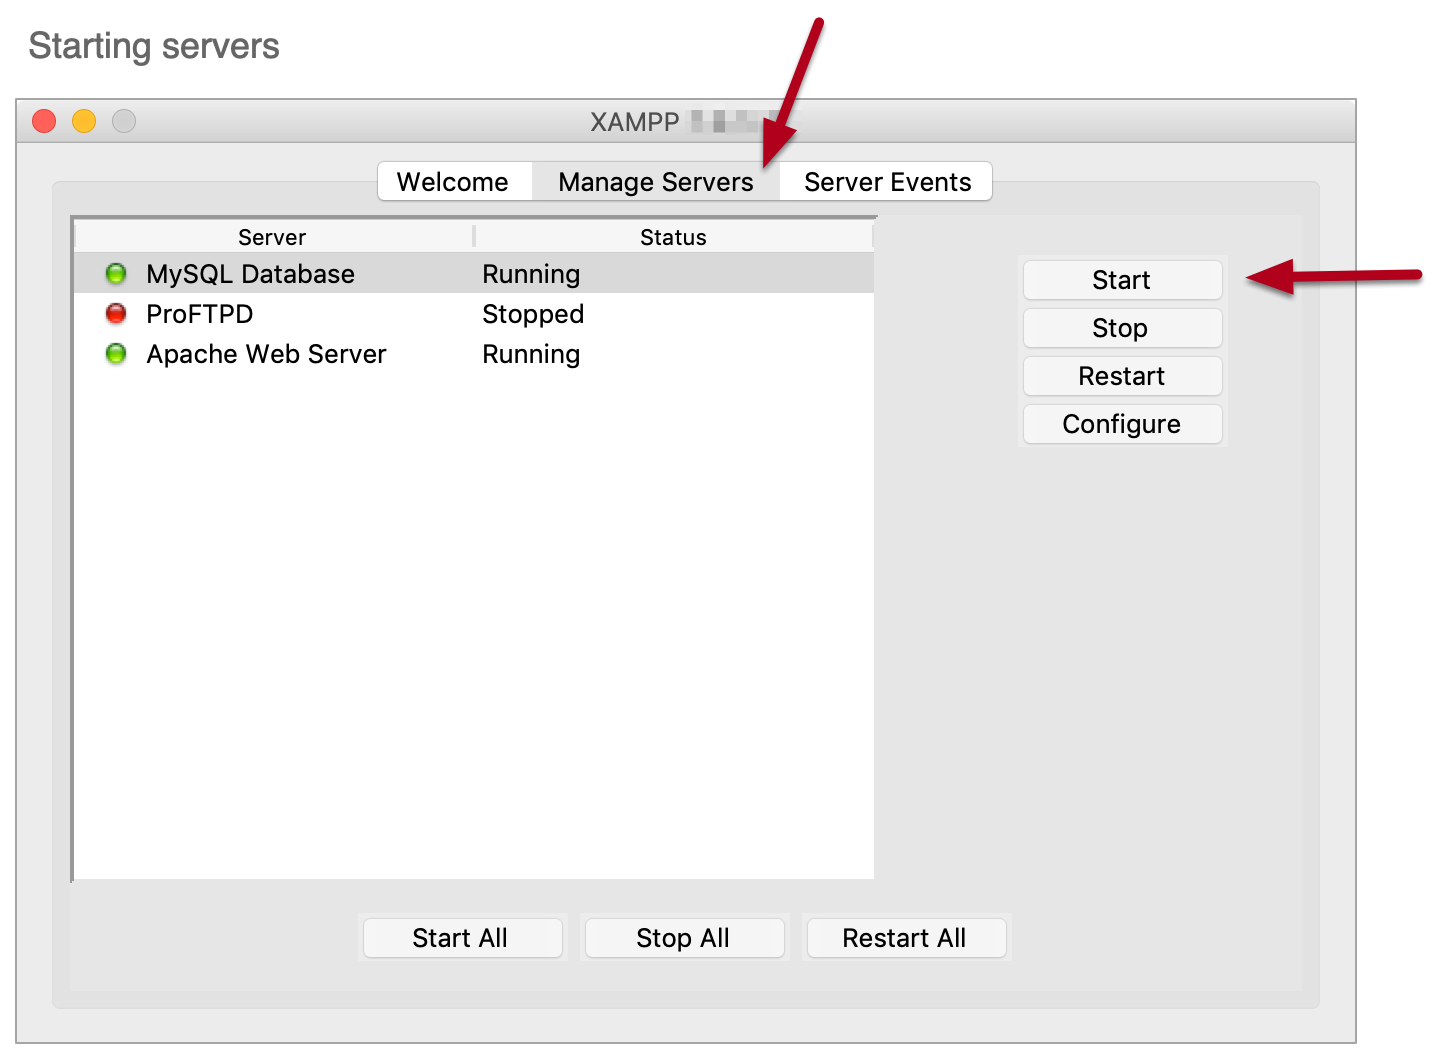 Starting servers
XAMPP
Welcome Manage Servers Server Events
Server Status
MySQL Database Running
ProFTPD Stopped
Apache Web Server Running
Start
Stop
Restart
Configure
Start All Stop All Restart All